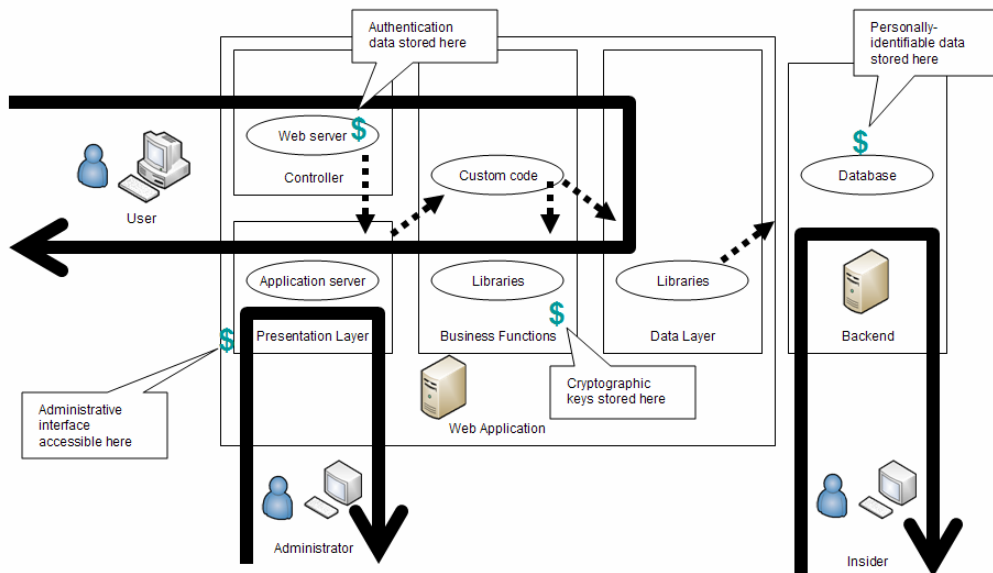 Authentication
data stored here
Personally-
identifiable data
stored here
$
Web server
$
Controller
Custom code
Database
User
Application server
Libraries
Libraries
$
$
Presentation Layer
Business Functions
Data Layer
Backend
Administrative
interface
accessible here
Cryptographic
keys stored here
Web Application
Administrator
Insider